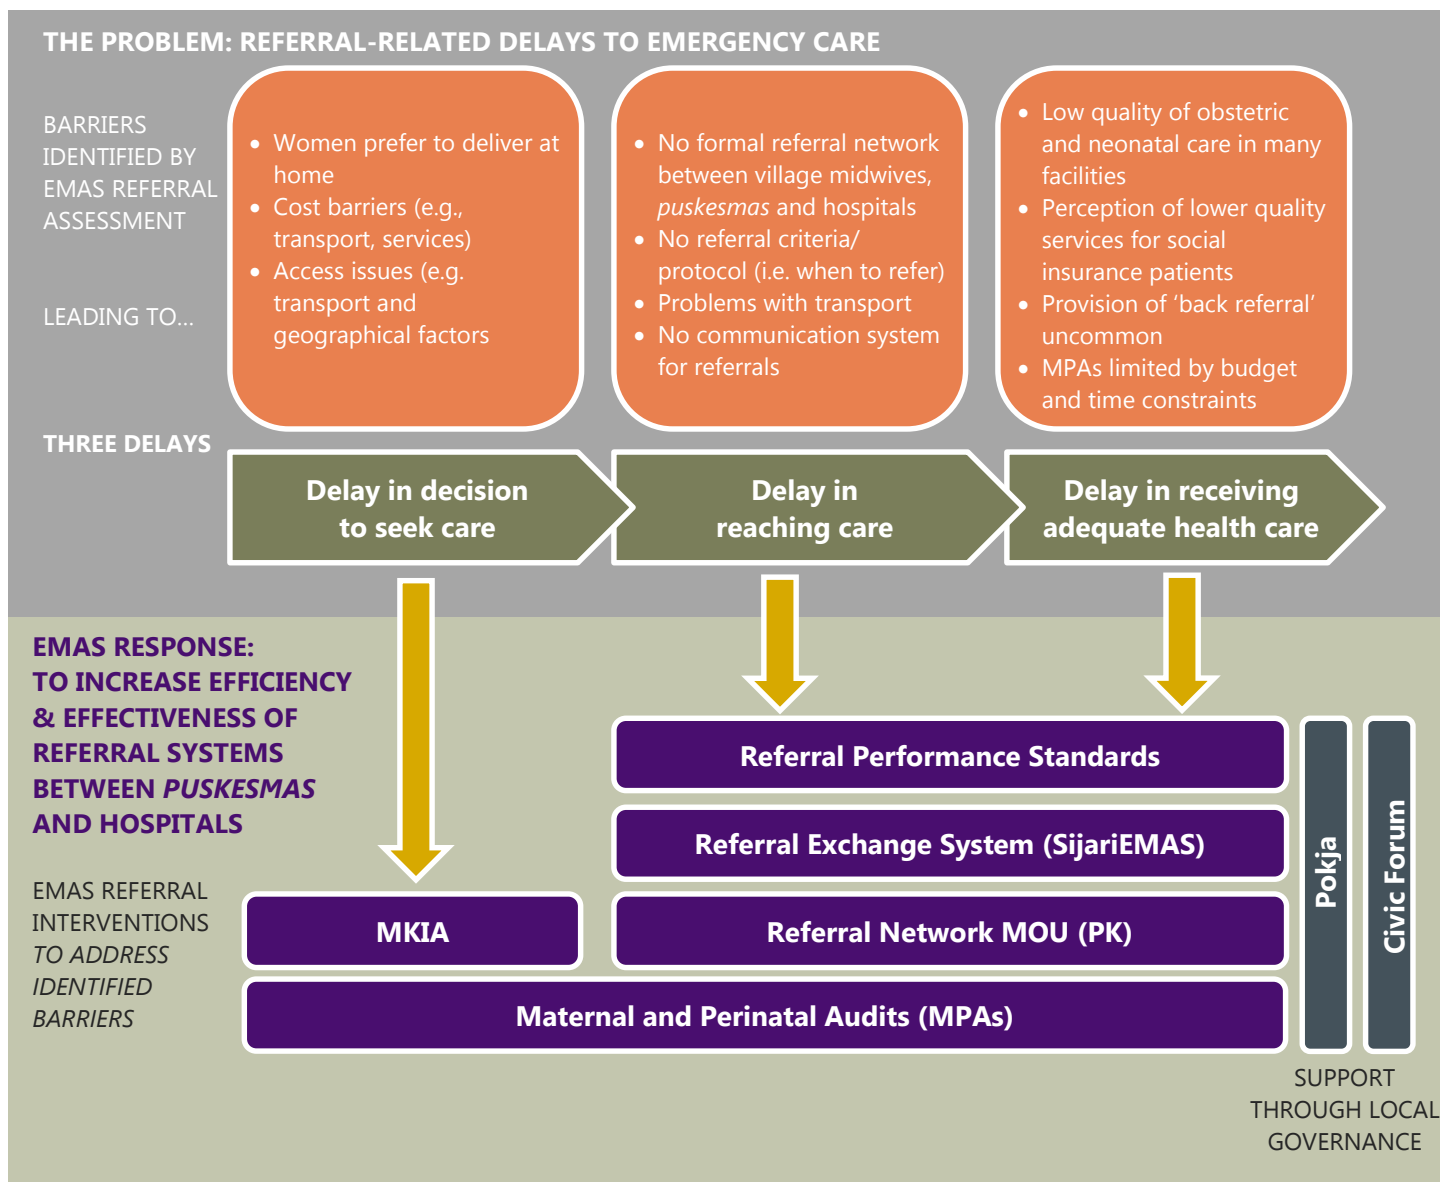 THE PROBLEM: REFERRAL-RELATED DELAYS TO EMERGENCY CARE
BARRIERS
IDENTIFIED BY
EMAS REFERRAL
ASSESSMENT
LEADING TO...
• Women prefer to deliver at
home
• Cost barriers (e.g.,
transport, services)
• Access issues (e.g.
transport and
geographical factors
• No formal referral network
between village midwives,
puskesmas and hospitals
• No referral criteria/
protocol (i.e. when to refer)
• Problems with transport
• No communication system
for referrals
• Low quality of obstetric
and neonatal care in many
facilities
• Perception of lower quality
services for social
insurance patients
• Provision of ‘back referral’
uncommon
• MPAs limited by budget
and time constraints
THREE DELAYS
Delay in decision
to seek care
Delay in
reaching care
Delay in receiving
adequate health care
EMAS RESPONSE:
TO INCREASE EFFICIENCY
& EFFECTIVENESS OF
REFERRAL SYSTEMS
BETWEEN PUSKESMAS
AND HOSPITALS
EMAS REFERRAL
INTERVENTIONS
TO ADDRESS
IDENTIFIED
BARRIERS
Referral Performance Standards
Referral Exchange System (SijariEMAS)
MKIA
Referral Network MOU (PK)
Maternal and Perinatal Audits (MPAs)
Pokja
Civic Forum
SUPPORT
THROUGH LOCAL
GOVERNANCE